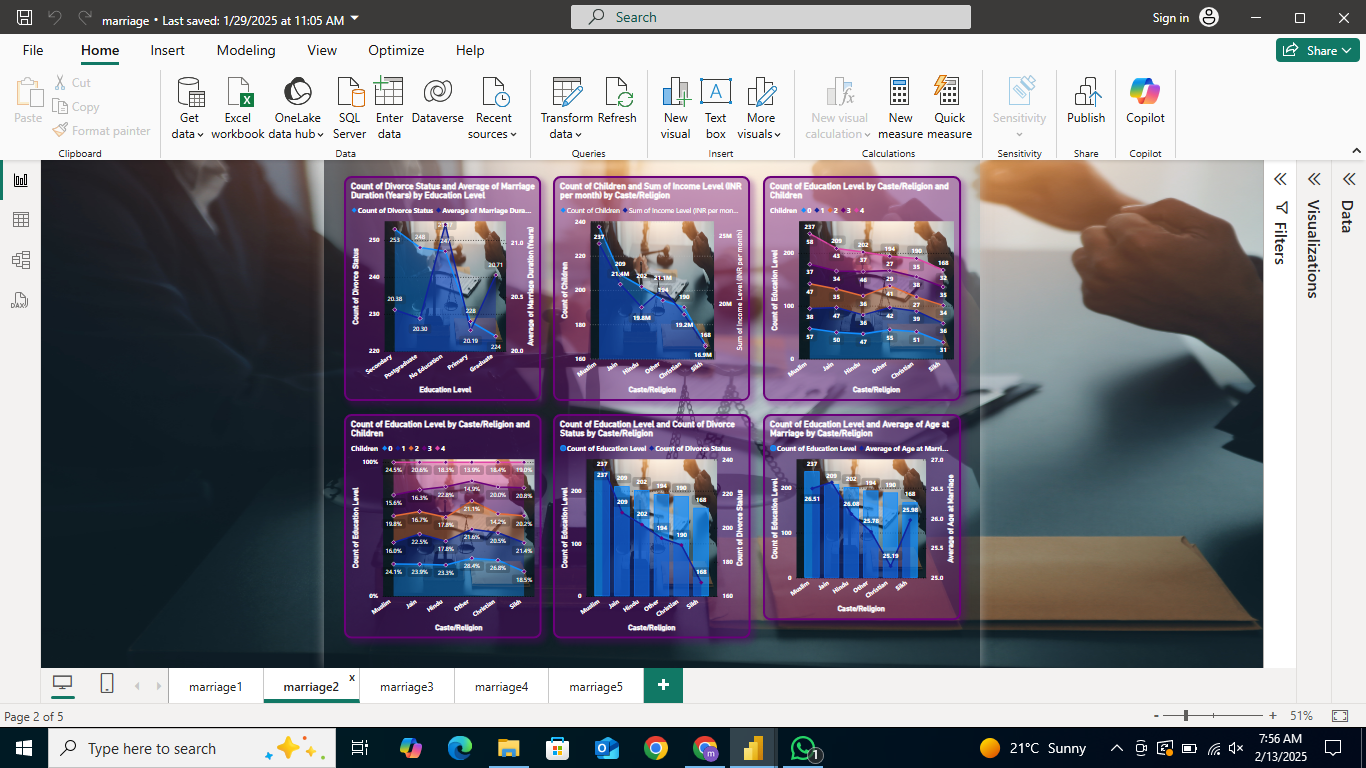 marriage • Last saved: 1/29/2025 at 11:05 AM
Search
Sign in
File Home Insert Modeling View Optimize Help
Share
Paste
Cut
Copy
Format painter
Clipboard
Get data
Excel workbook
OneLake data hub
SQL Server
Enter data
Dataverse
Recent sources
Data
Transform data
Refresh
Queries
New visual
Text box
More visuals
Insert
New visual calculation
New measure
Quick measure
Calculations
Sensitivity
Sensitivity
Publish
Share
Copilot
Copilot
DAX
Filters
Visualizations
Data
Count of Divorce Status and Average of Marriage
Duration (Years) by Education Level
Count of Divorce Status Average of Marriage Dura...
Count of Divorce Status
250
240
230
220
253
248
247
228
224
20.38
20.30
20.19
20.71
21.0
20.5
20.0
Average of Marriage Duration (Years)
Secondary Postgraduate No Education Primary Graduate
Education Level
Count of Children and Sum of Income Level (INR
per month) by Caste/Religion
Count of Children Sum of Income Level (INR per mon...
Count of Children
240
220
200
180
160
237
209
202
194
190
168
21.4M
19.8M
21.1M
19.2M
16.9M
25M
20M
Sum of Income Level (INR per month)
Muslim Jain Hindu Other Christian Sikh
Caste/Religion
Count of Education Level by Caste/Religion and
Children
Children 0 1 2 3 4
Count of Education Level
200
100
0
237 209 202 194 190 168
58 43 37 27 35 32
37 34 46 29 38 35
47 35 36 41 27 34
38 47 36 42 39 36
57 50 47 55 51 31
Muslim Jain Hindu Other Christian Sikh
Caste/Religion
Count of Education Level by Caste/Religion and
Children
Children 0 1 2 3 4
Count of Education Level
100%
0%
24.5% 20.6% 18.3% 13.9% 18.4% 19.0%
15.6% 16.3% 22.8% 14.9% 20.0% 20.8%
19.8% 16.7% 17.8% 21.1% 14.2% 20.2%
16.0% 22.5% 17.8% 21.6% 20.5% 21.4%
24.1% 23.9% 23.3% 28.4% 26.8% 18.5%
Muslim Jain Hindu Other Christian Sikh
Caste/Religion
Count of Education Level and Count of Divorce
Status by Caste/Religion
Count of Education Level Count of Divorce Status
Count of Education Level
200
100
0
237 209 202 194 190 168
237 209 202 194 190 168
240
220
200
180
160
Count of Divorce Status
Muslim Jain Hindu Other Christian Sikh
Caste/Religion
Count of Education Level and Average of Age at
Marriage by Caste/Religion
Count of Education Level Average of Age at Marri...
Count of Education Level
200
100
0
237 209 202 194 190 168
26.51 26.08 25.78 25.19 25.98
27.0
26.5
26.0
25.5
25.0
Average of Age at Marriage
Muslim Jain Hindu Other Christian Sikh
Caste/Religion
marriage1 marriage2 x marriage3 marriage4 marriage5 +
Page 2 of 5
- + 51%
Type here to search
21°C Sunny
7:56 AM
2/13/2025
m
1